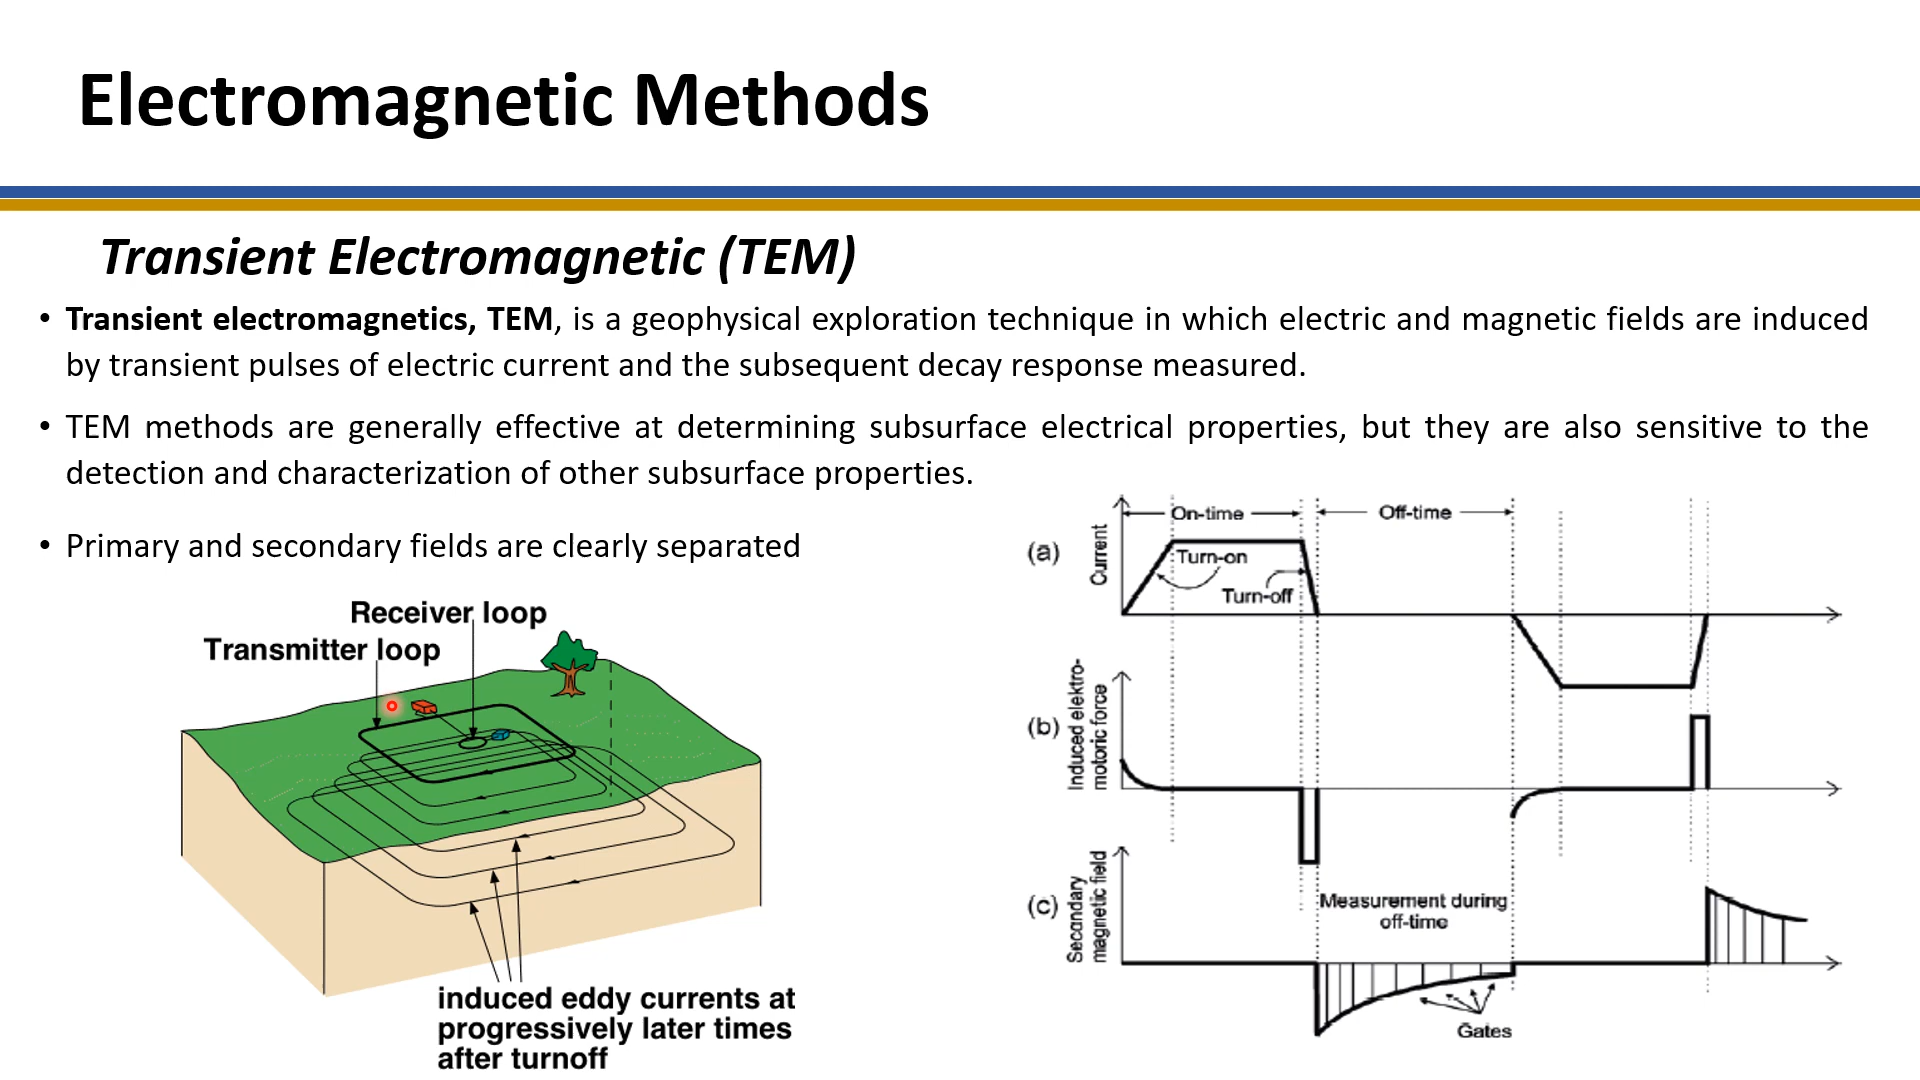 Electromagnetic Methods
Transient Electromagnetic (TEM)
• Transient electromagnetics, TEM, is a geophysical exploration technique in which electric and magnetic fields are induced
by transient pulses of electric current and the subsequent decay response measured.
• TEM methods are generally effective at determining subsurface electrical properties, but they are also sensitive to the
detection and characterization of other subsurface properties.
• Primary and secondary fields are clearly separated
Receiver loop
Transmitter loop
induced eddy currents at
progressively later times
after turnoff
On-time
Off-time
(a)
Current
Turn-on
Turn-off
(b)
Induced elektro-
motoric force
(c)
Secondary
magnetic field
Measurement during
off-time
Gates